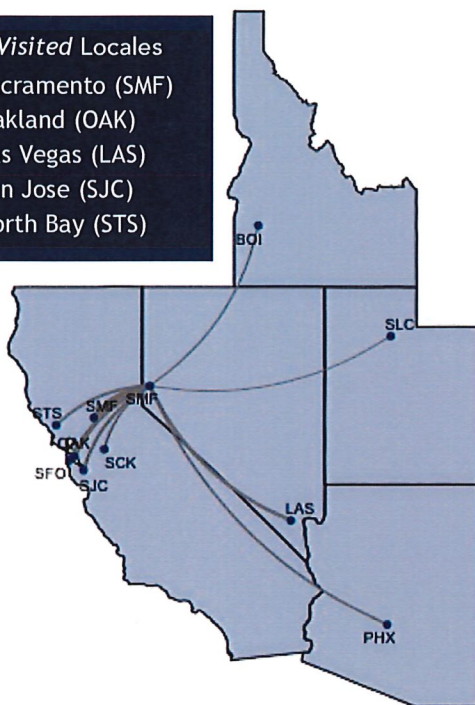 Visited Locales
cramento (SMF)
akland (OAK)
s Vegas (LAS)
n Jose (SJC)
orth Bay (STS)
BOI
SLC
SMF
STS
SMF
OAK
SCK
SFO
SJC
LAS
PHX